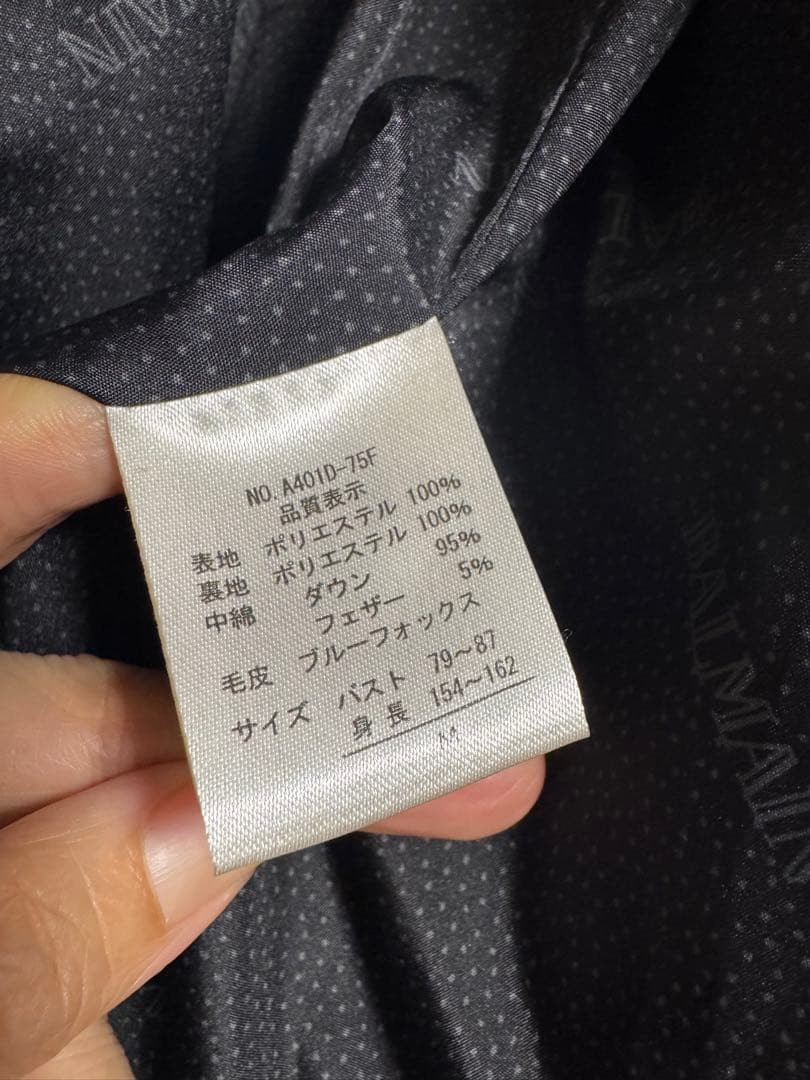 BALMAIN
NO. A401D-75F
品質表示
表地 ポリエステル 100%
裏地 ポリエステル 100%
中綿 ダウン 95%
フェザー 5%
毛皮 ブルーフォックス
サイズ バスト 79～87
身長 154～162
M